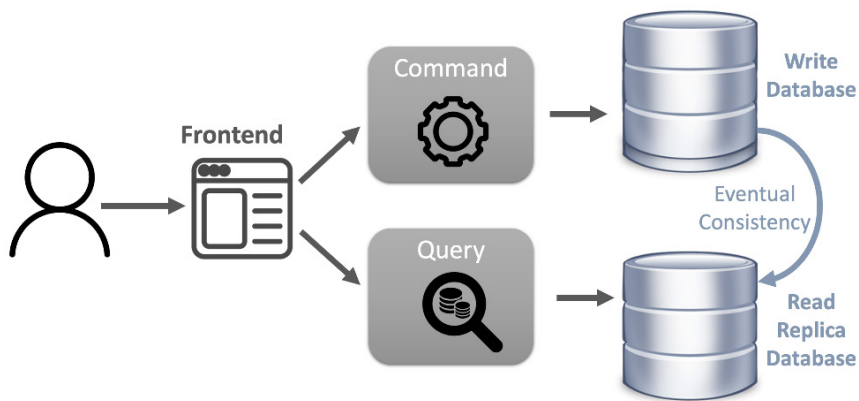 Frontend
Command
Query
Write
Database
Eventual
Consistency
Read
Replica
Database